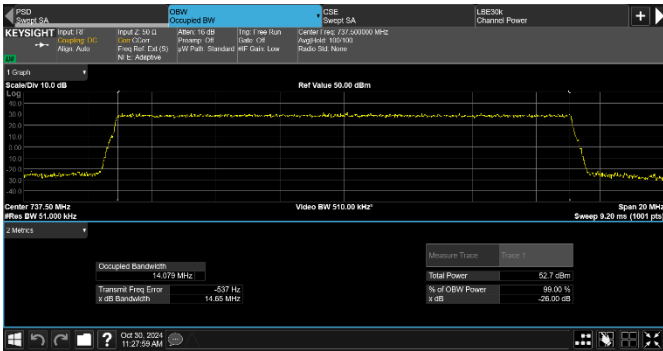 PSD
Swept SA
OBW
Occupied BW
CSE
Swept SA
LBE30k
Channel Power
KEYSIGHT
Input: RF
Coupling: DC
Align: Auto
Input Z: 50 Ω
Corr CCorr
Freq Ref: Ext (S)
NFE: Adaptive
Atten: 16 dB
Preamp: Off
µW Path: Standard
Trig: Free Run
Gate: Off
#IF Gain: Low
Center Freq: 737.500000 MHz
Avg|Hold: 100/100
Radio Std: None
1 Graph
Scale/Div 10.0 dB
Ref Value 50.00 dBm
Log
40.0
30.0
20.0
10.0
0.00
-10.0
-20.0
-30.0
-40.0
Center 737.50 MHz
Video BW 510.00 kHz*
Span 20 MHz
#Res BW 51.000 kHz
Sweep 9.20 ms (1001 pts)
2 Metrics
Measure Trace
Trace 1
Occupied Bandwidth
14.079 MHz
Total Power
52.7 dBm
Transmit Freq Error
-537 Hz
% of OBW Power
99.00 %
x dB Bandwidth
14.65 MHz
x dB
-26.00 dB
?
Oct 30, 2024
11:27:59 AM